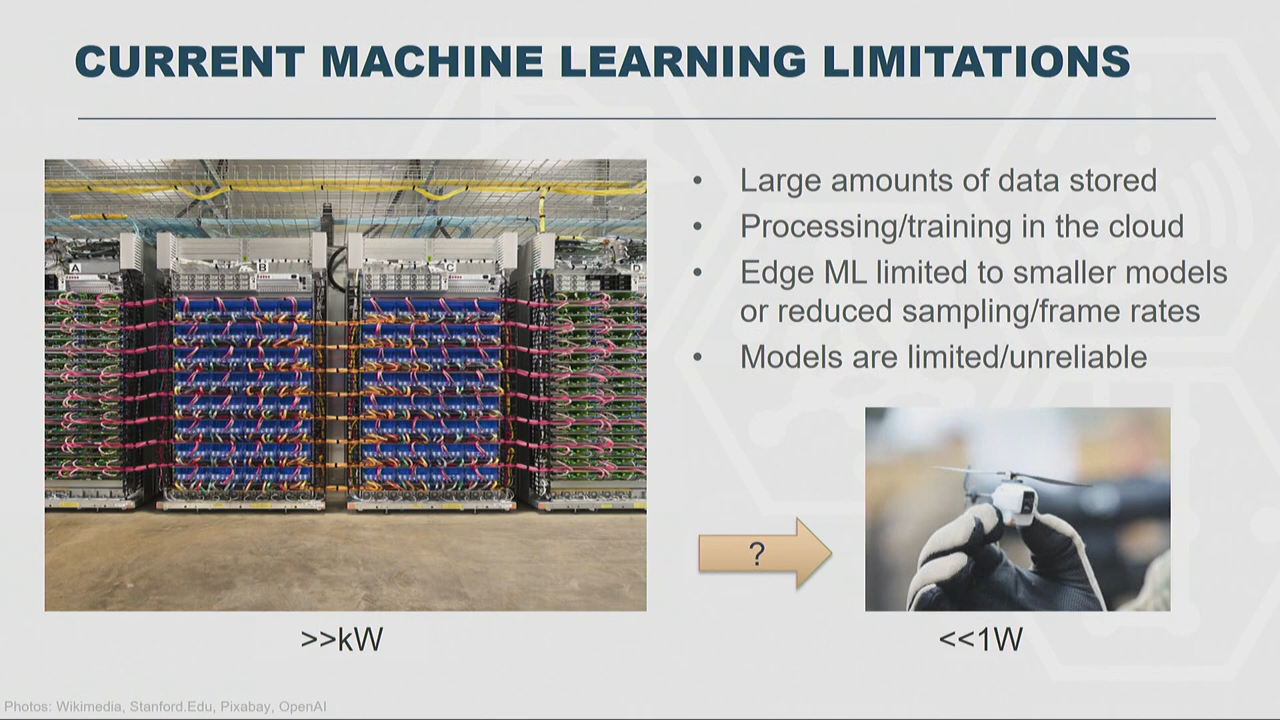 CURRENT MACHINE LEARNING LIMITATIONS
A
B
C
D
• Large amounts of data stored
• Processing/training in the cloud
• Edge ML limited to smaller models
or reduced sampling/frame rates
• Models are limited/unreliable
?
>>kW
<<1W
Photos: Wikimedia, Stanford.Edu, Pixabay, OpenAI